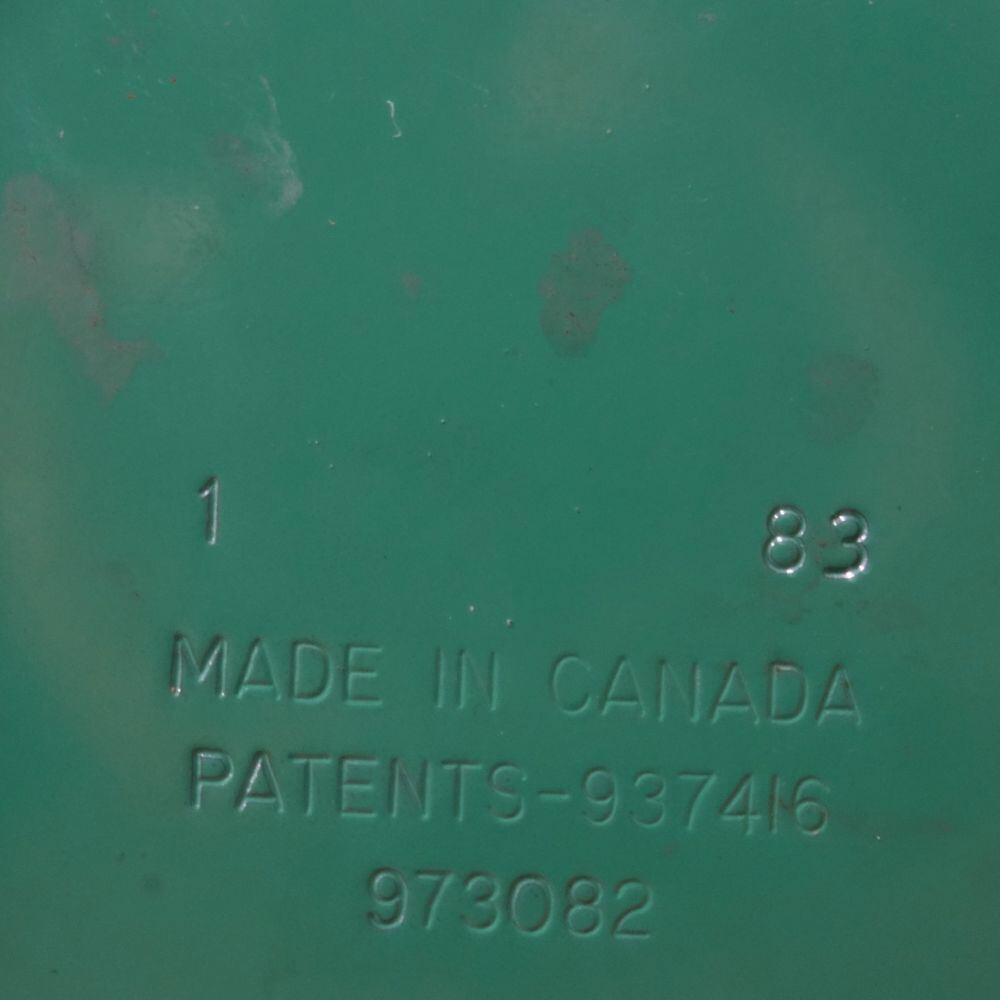 1 83
MADE IN CANADA
PATENTS-937416
973082